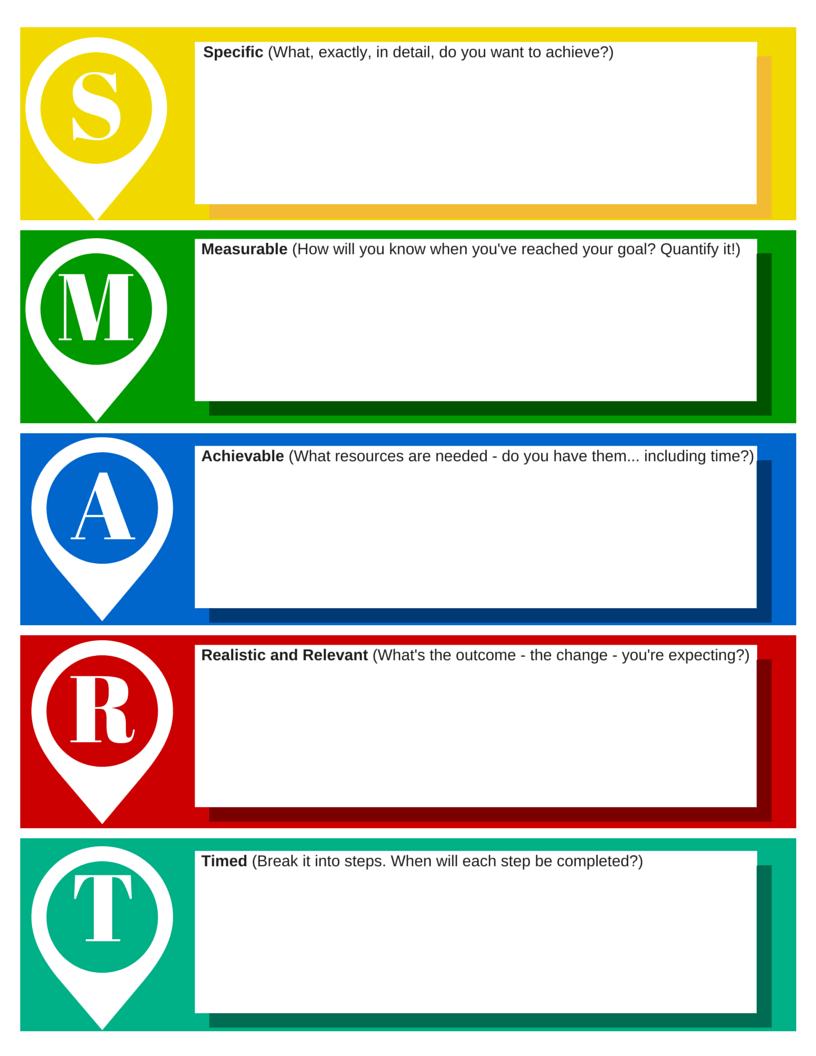 S
Specific (What, exactly, in detail, do you want to achieve?)
M
Measurable (How will you know when you've reached your goal? Quantify it!)
A
Achievable (What resources are needed - do you have them... including time?)
R
Realistic and Relevant (What's the outcome - the change - you're expecting?)
T
Timed (Break it into steps. When will each step be completed?)